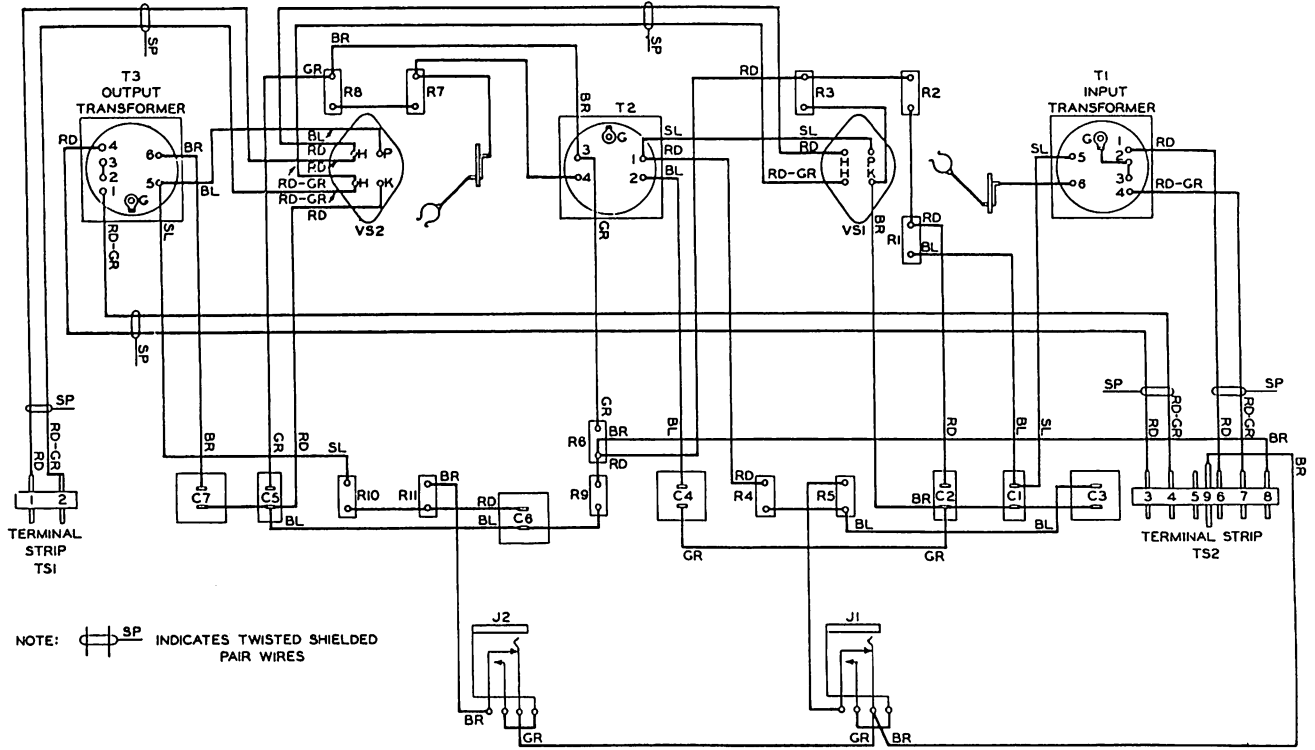 SP
SP
T3
OUTPUT
TRANSFORMER
BR
GR
R8
R7
RD
R3
R2
T1
INPUT
TRANSFORMER
BR
T2
G
RD
4
3
2
1
6
BR
5
BL
G
SL
RD-GR
BL
RD
RD
RD-GR
RD-GR
RD
H
P
H
K
VS2
3
4
1
2
SL
RD
BL
GR
SL
RD
RD-GR
H
H
P
K
VS1
BR
SL
5
6
G
1
2
3
4
RD
RD-GR
R1
RD
BL
SP
SP
RD
RD-GR
BR
GR
RD
SL
GR
R6
BR
RD
BL
RD
BL
SL
SP
SP
RD
RD-GR
RD
RD-GR
BR
BR
1
2
TERMINAL
STRIP
TS1
C7
C5
BL
R10
R11
BR
RD
BL
C6
R9
C4
GR
RD
R4
R5
BL
BR
C2
GR
C1
BL
C3
3
4
5
9
6
7
8
TERMINAL STRIP
TS2
NOTE:
SP
INDICATES TWISTED SHIELDED
PAIR WIRES
J2
BR
GR
J1
GR
BR